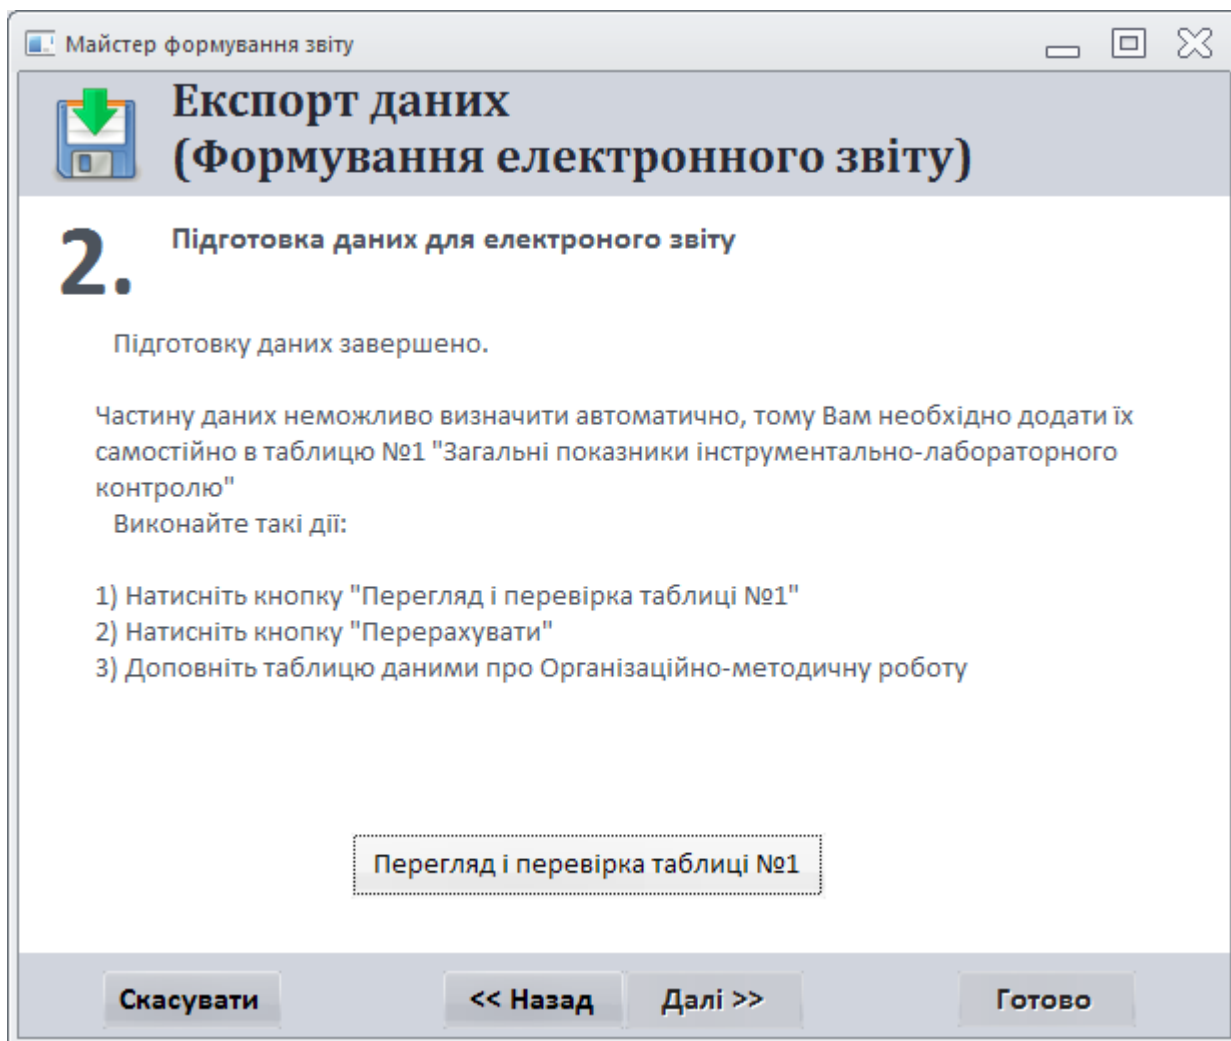 Майстер формування звіту
Експорт даних
(Формування електронного звіту)
2.
Підготовка даних для електроного звіту
Підготовку даних завершено.
Частину даних неможливо визначити автоматично, тому Вам необхідно додати їх
самостійно в таблицю №1 "Загальні показники інструментально-лабораторного
контролю"
Виконайте такі дії:
1) Натисніть кнопку "Перегляд і перевірка таблиці №1"
2) Натисніть кнопку "Перерахувати"
3) Доповніть таблицю даними про Організаційно-методичну роботу
Перегляд і перевірка таблиці №1
Скасувати << Назад Далі >> Готово